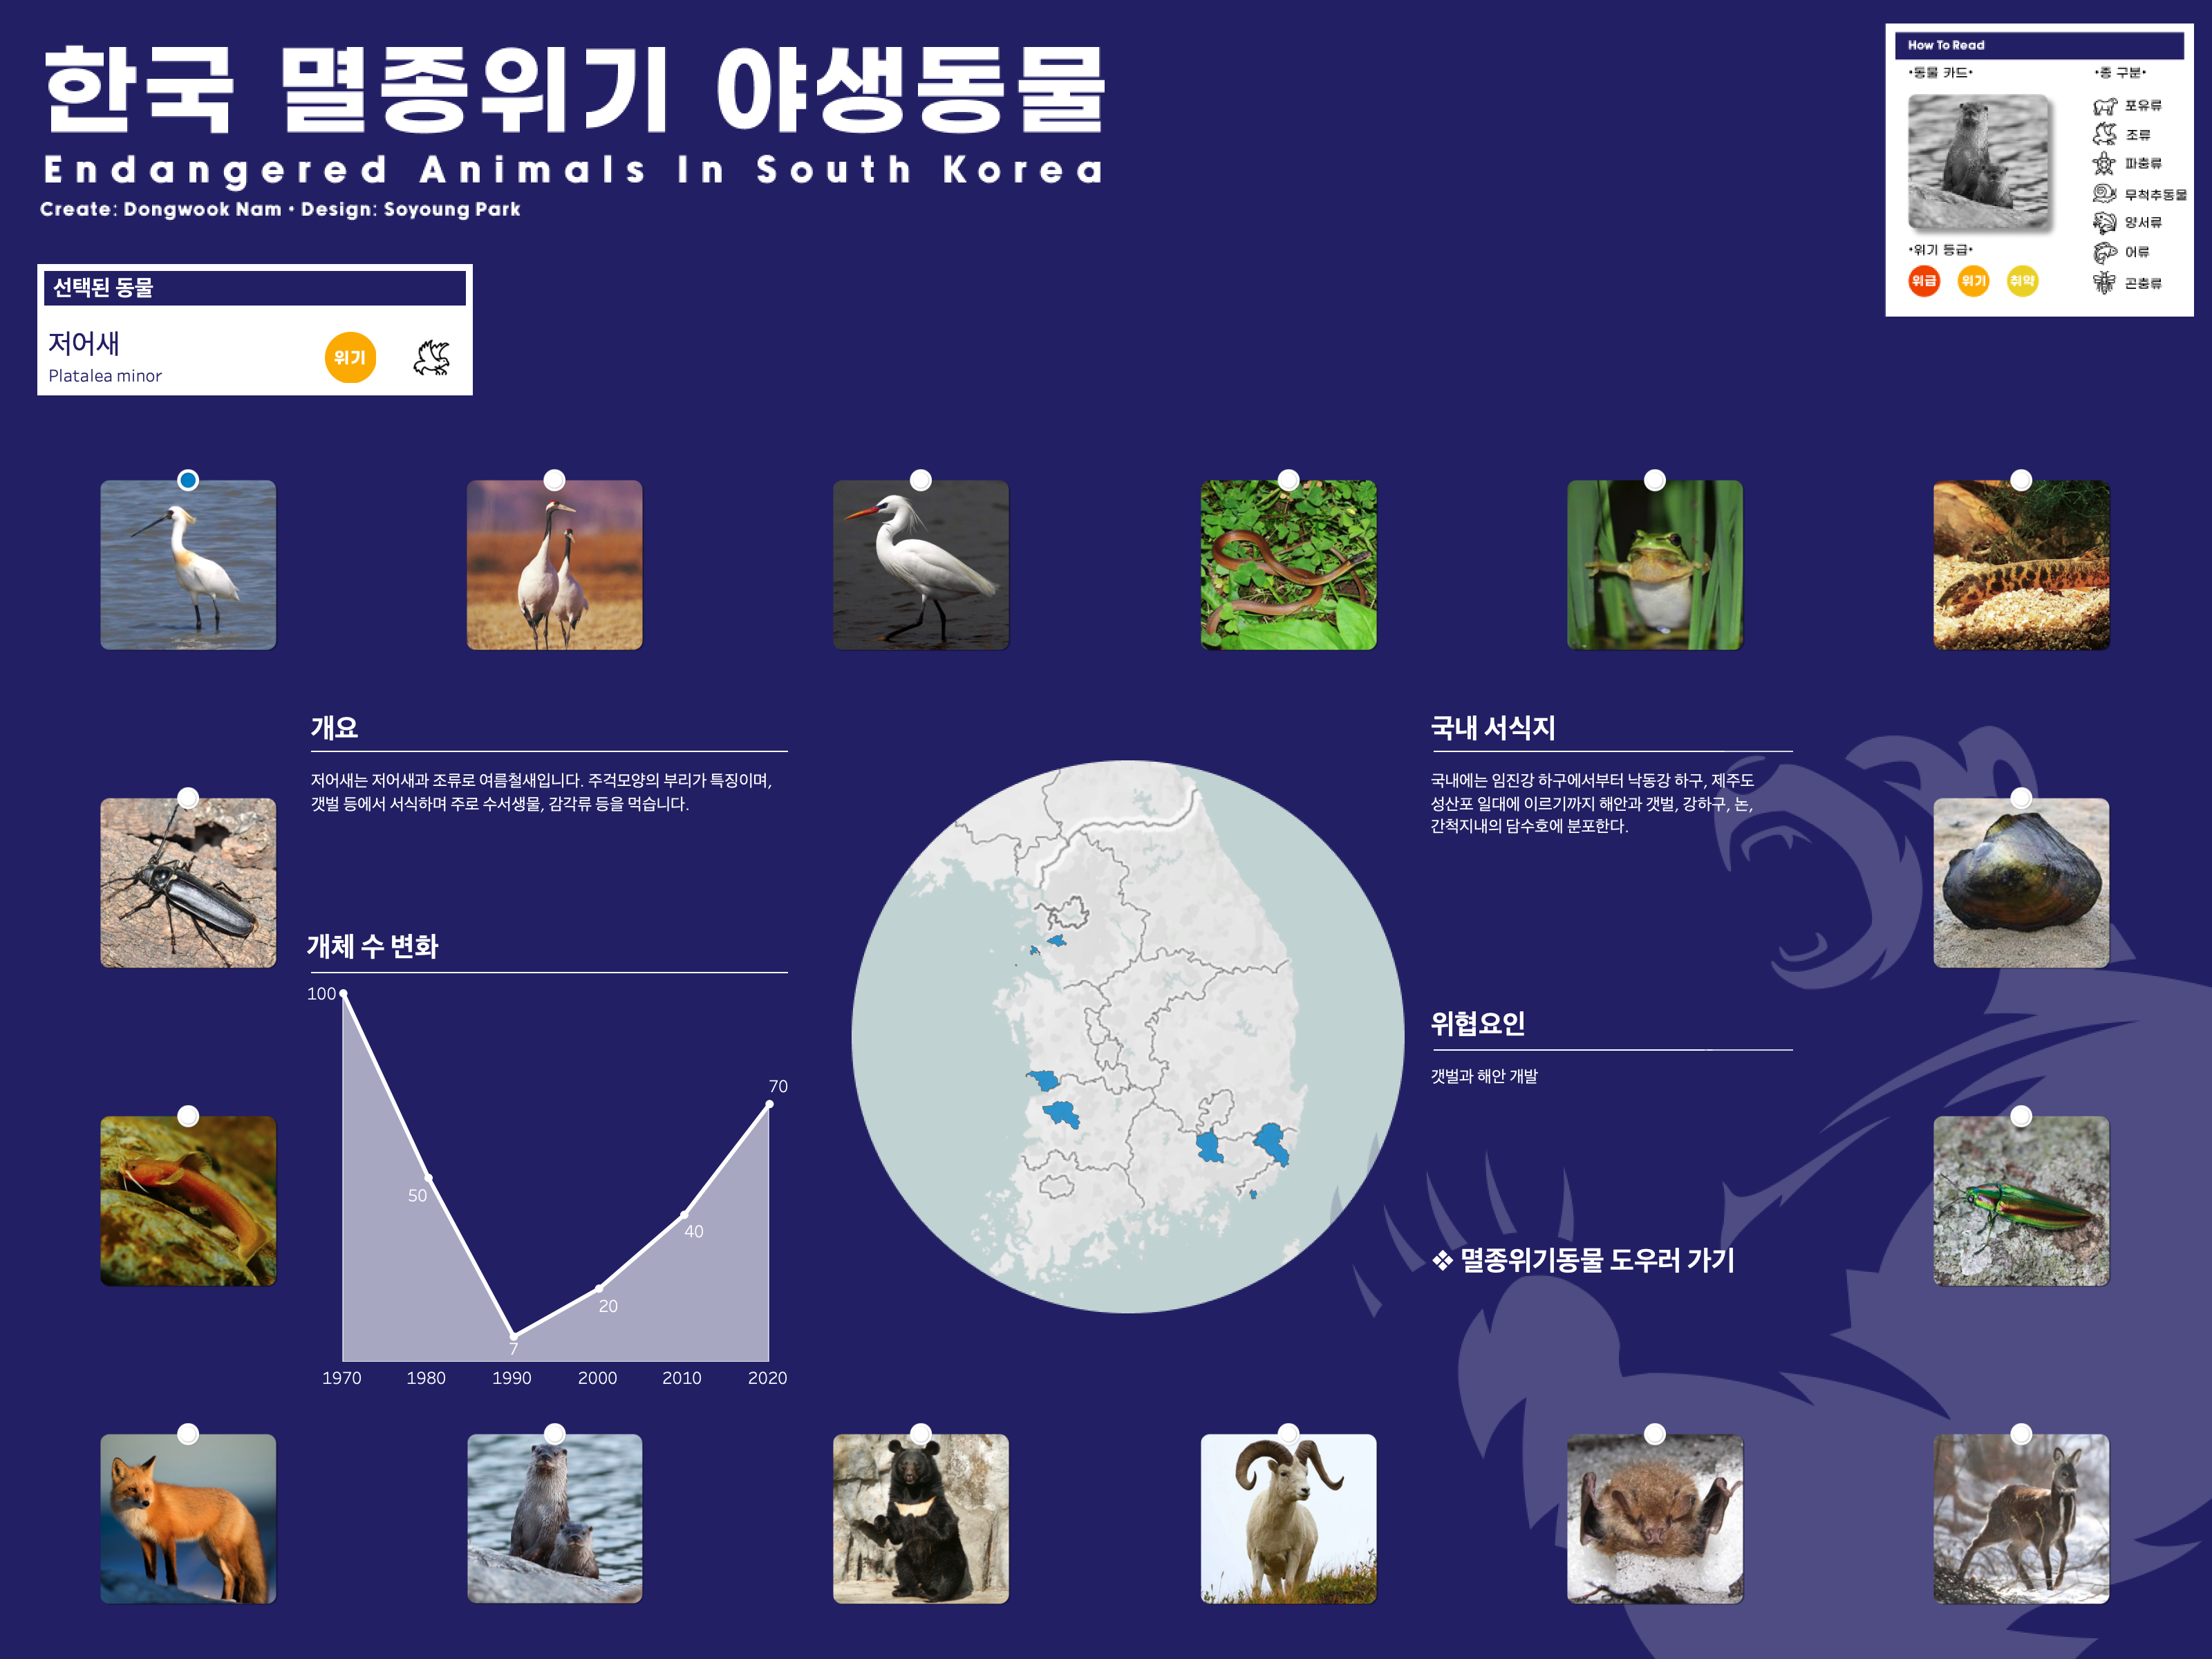 한국 멸종위기 야생동물
Endangered Animals In South Korea
Create: Dongwook Nam • Design: Soyoung Park
How To Read
•동물 카드•
•종 구분•
포유류
조류
파충류
무척추동물
양서류
어류
곤충류
•위기 등급•
위급 위기 취약
선택된 동물
저어새
Platalea minor
위기
개요
저어새는 저어새과 조류로 여름철새입니다. 주걱모양의 부리가 특징이며,
갯벌 등에서 서식하며 주로 수서생물, 감각류 등을 먹습니다.
개체 수 변화
100
50
7
20
40
70
1970 1980 1990 2000 2010 2020
국내 서식지
국내에는 임진강 하구에서부터 낙동강 하구, 제주도
성산포 일대에 이르기까지 해안과 갯벌, 강하구, 논,
간척지내의 담수호에 분포한다.
위협요인
갯벌과 해안 개발
❖ 멸종위기동물 도우러 가기